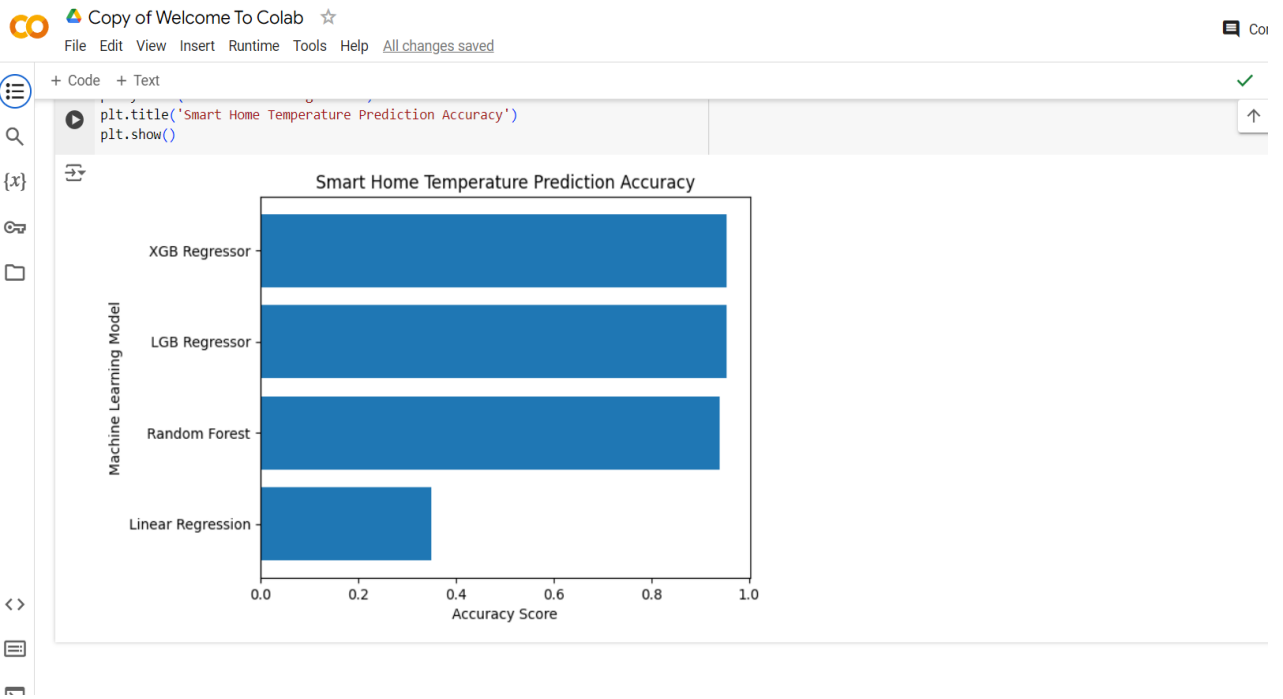 Copy of Welcome To Colab
File Edit View Insert Runtime Tools Help All changes saved
+ Code + Text
plt.title('Smart Home Temperature Prediction Accuracy')
plt.show()
{x}
Smart Home Temperature Prediction Accuracy
XGB Regressor
LGB Regressor
Random Forest
Linear Regression
Machine Learning Model
0.0 0.2 0.4 0.6 0.8 1.0
Accuracy Score